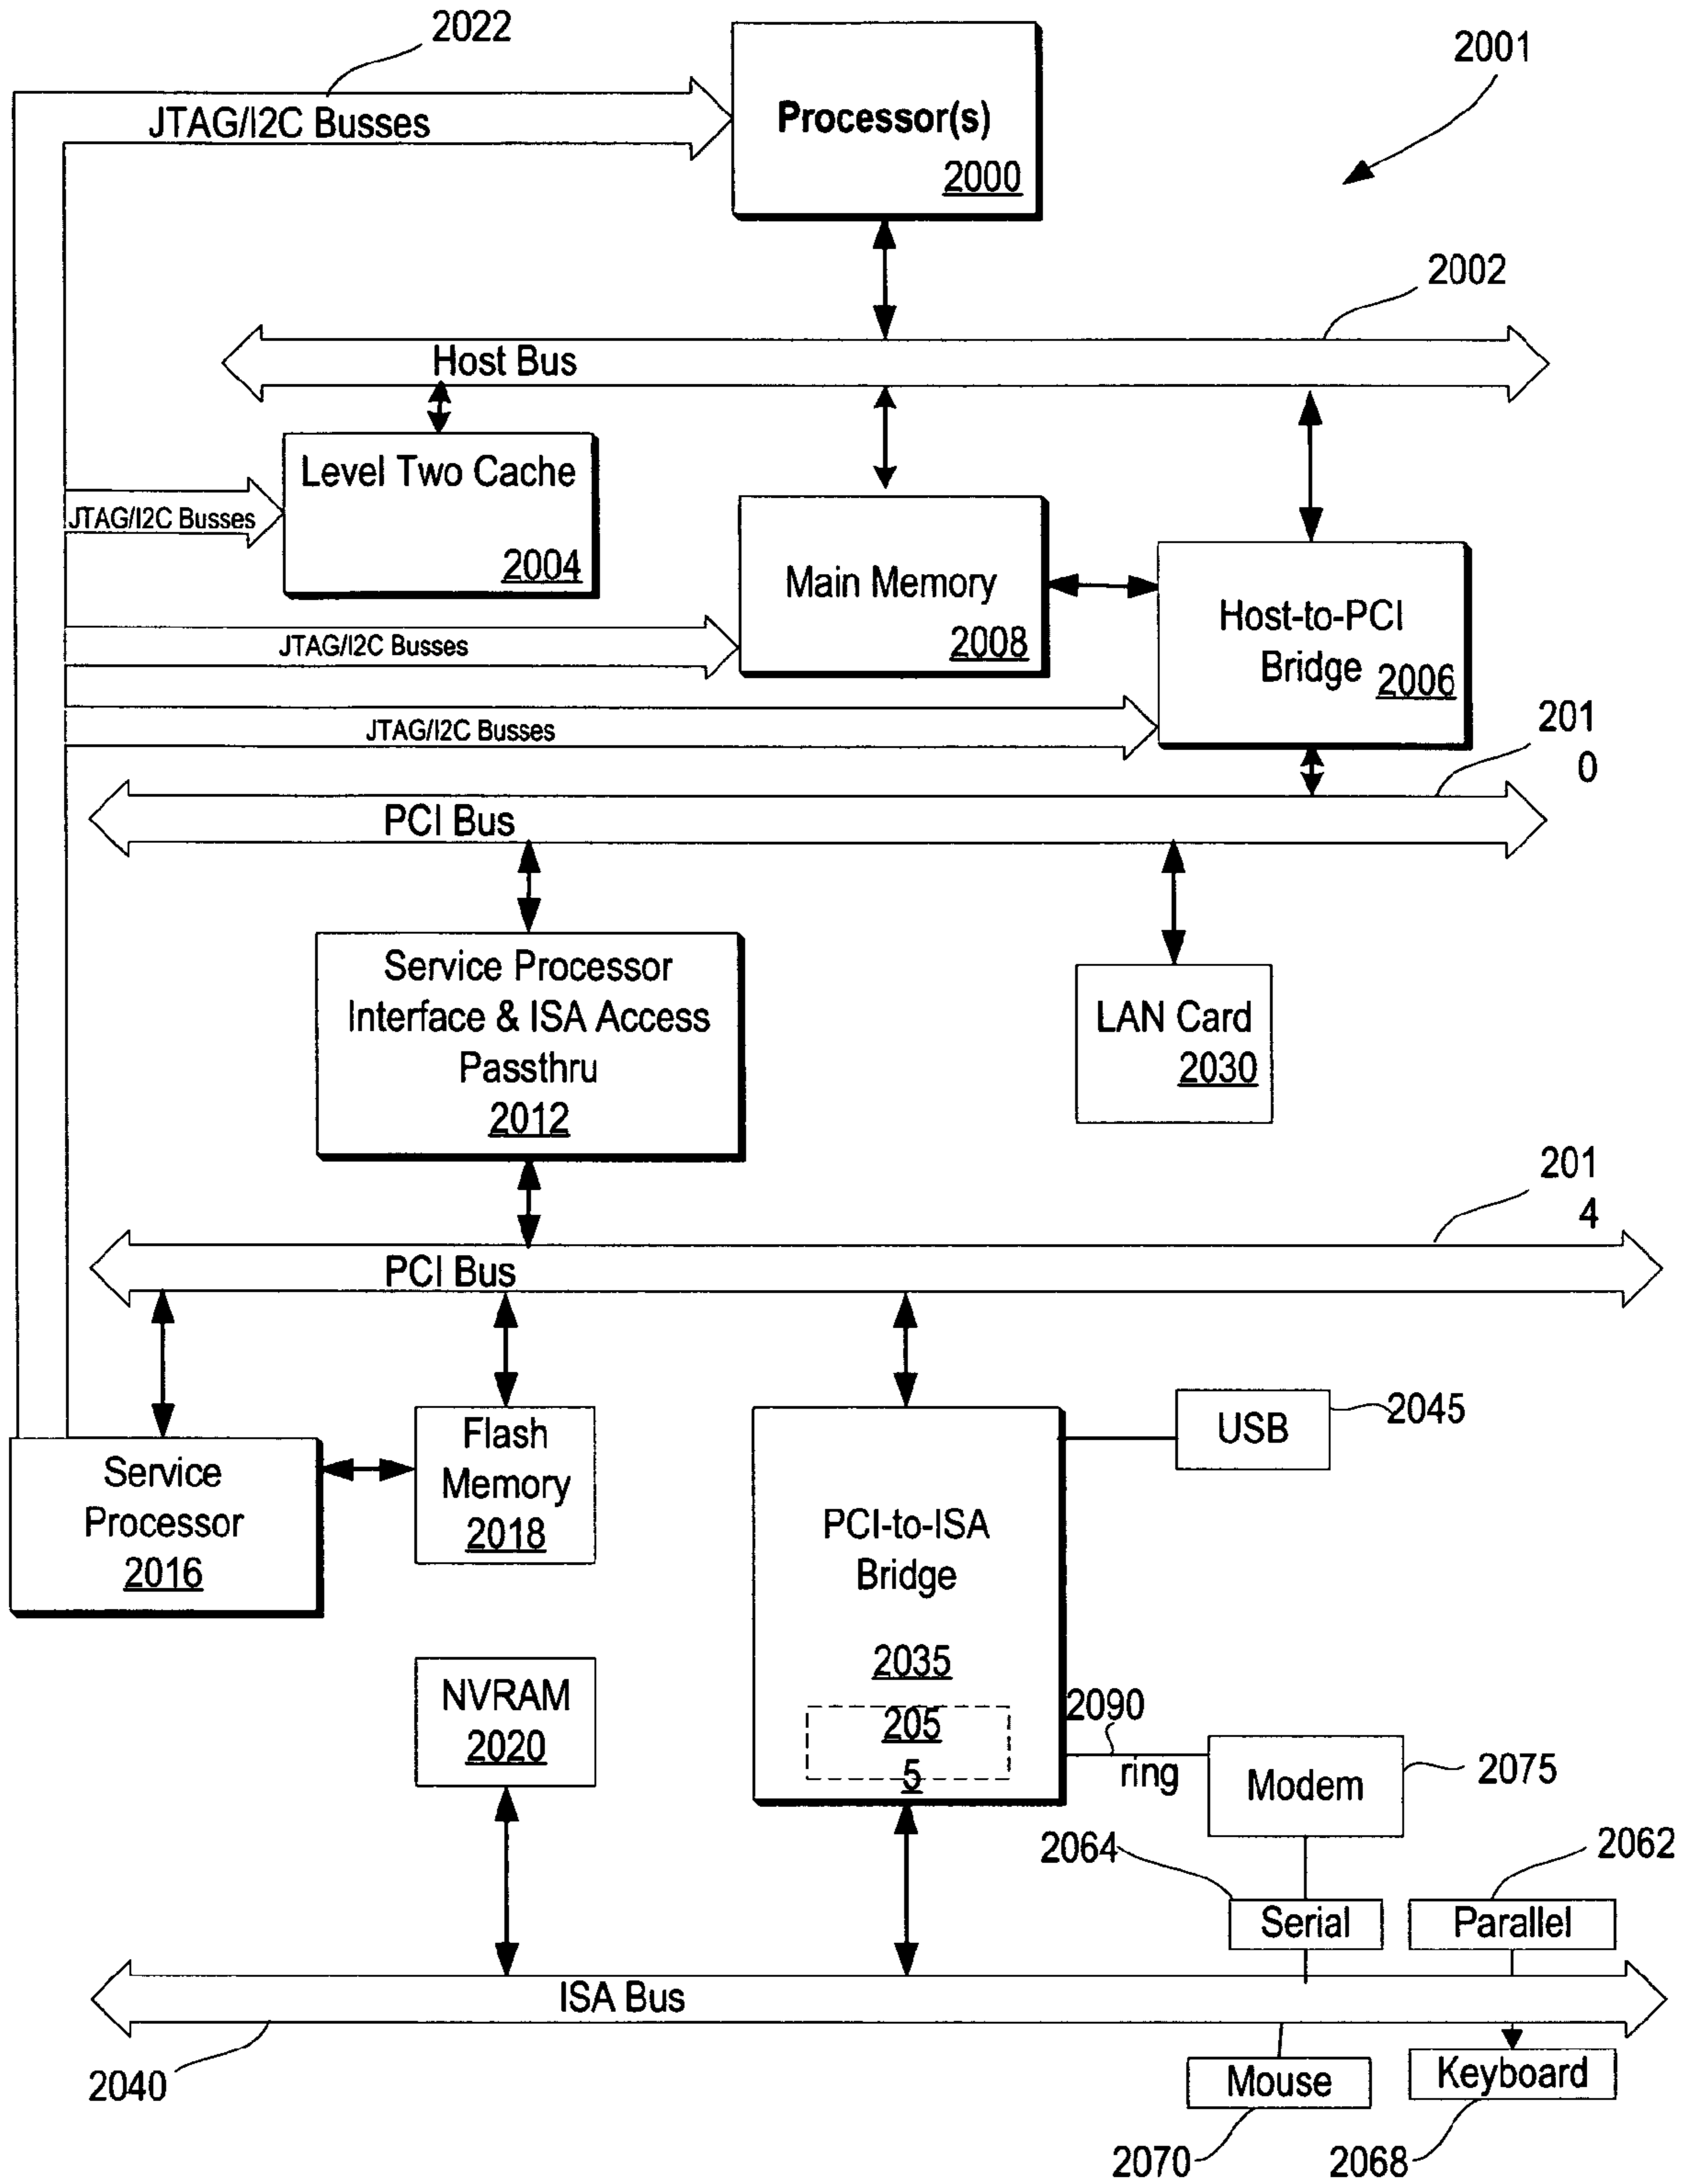 2022
2001
JTAG/I2C Busses
Processor(s)
2000
2002
Host Bus
Level Two Cache
2004
JTAG/I2C Busses
Main Memory
2008
Host-to-PCI
Bridge 2006
JTAG/I2C Busses
JTAG/I2C Busses
201
0
PCI Bus
Service Processor
Interface & ISA Access
Passthru
2012
LAN Card
2030
201
4
PCI Bus
Service
Processor
2016
Flash
Memory
2018
PCI-to-ISA
Bridge
2035
205
5
USB
2045
NVRAM
2020
2090
ring
Modem
2075
2064
2062
Serial
Parallel
ISA Bus
2040
Mouse
Keyboard
2070
2068